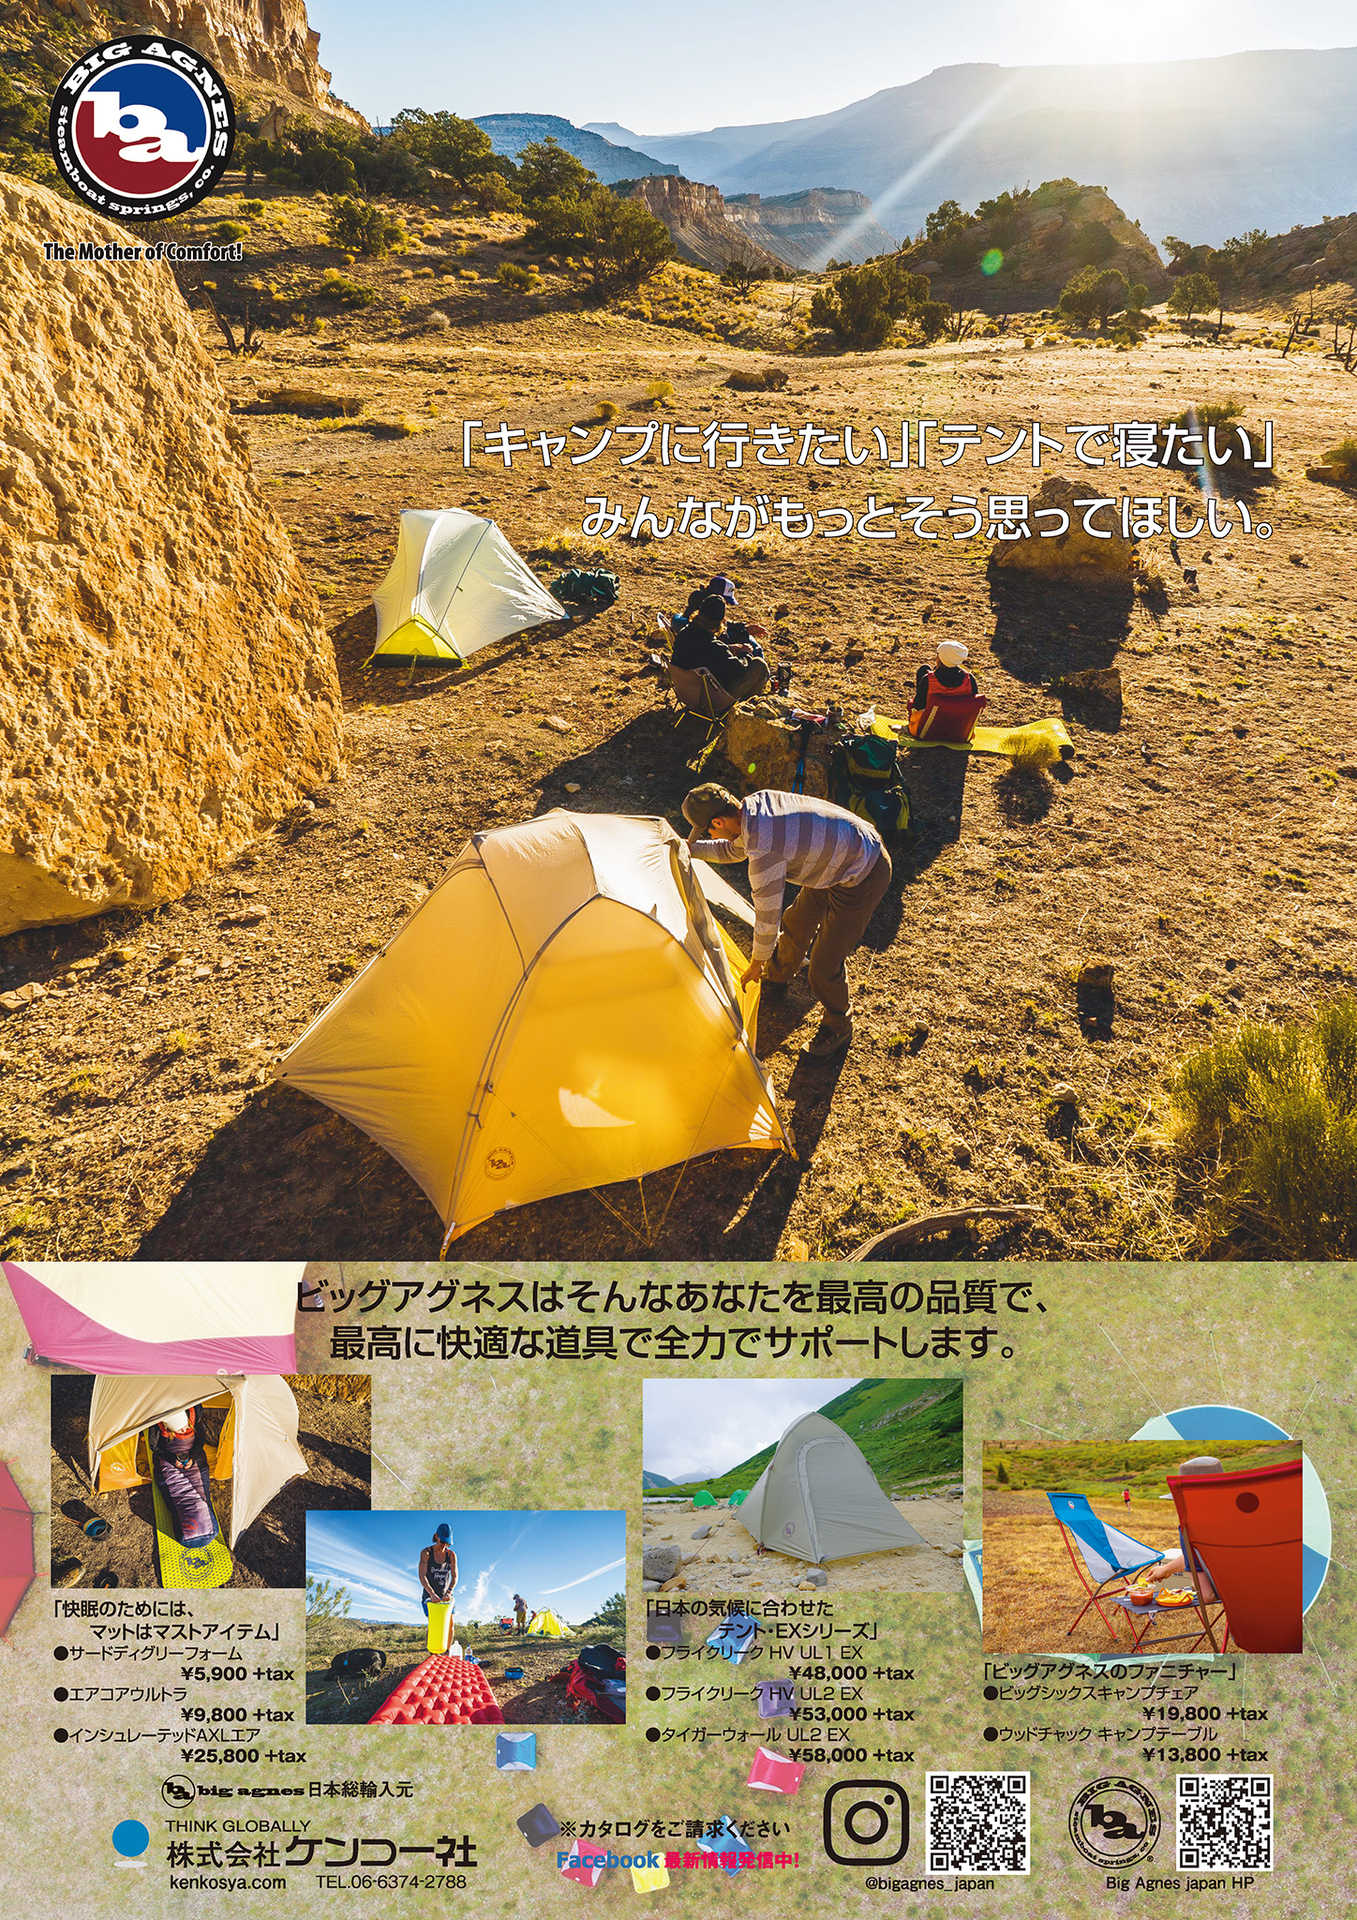 BIG AGNES
steamboat springs, co.
ba
The Mother of Comfort!
「キャンプに行きたい」「テントで寝たい」
みんながもっとそう思ってほしい。
ビッグアグネスはそんなあなたを最高の品質で、
最高に快適な道具で全力でサポートします。
「快眠のためには、
マットはマストアイテム」
●サードディグリーフォーム
¥5,900 +tax
●エアコアウルトラ
¥9,800 +tax
●インシュレーテッドAXLエア
¥25,800 +tax
「日本の気候に合わせた
テント・EXシリーズ」
●フライクリーク HV UL1 EX
¥48,000 +tax
●フライクリーク HV UL2 EX
¥53,000 +tax
●タイガーウォール UL2 EX
¥58,000 +tax
「ビッグアグネスのファニチャー」
●ビッグシックスキャンプチェア
¥19,800 +tax
●ウッドチャック キャンプテーブル
¥13,800 +tax
ba big agnes 日本総輸入元
THINK GLOBALLY
株式会社ケンコー社
kenkosya.com TEL.06-6374-2788
※カタログをご請求ください
Facebook 最新情報発信中!
@bigagnes_japan
BIG AGNES
ba
steamboat springs, co.
®
Big Agnes japan HP